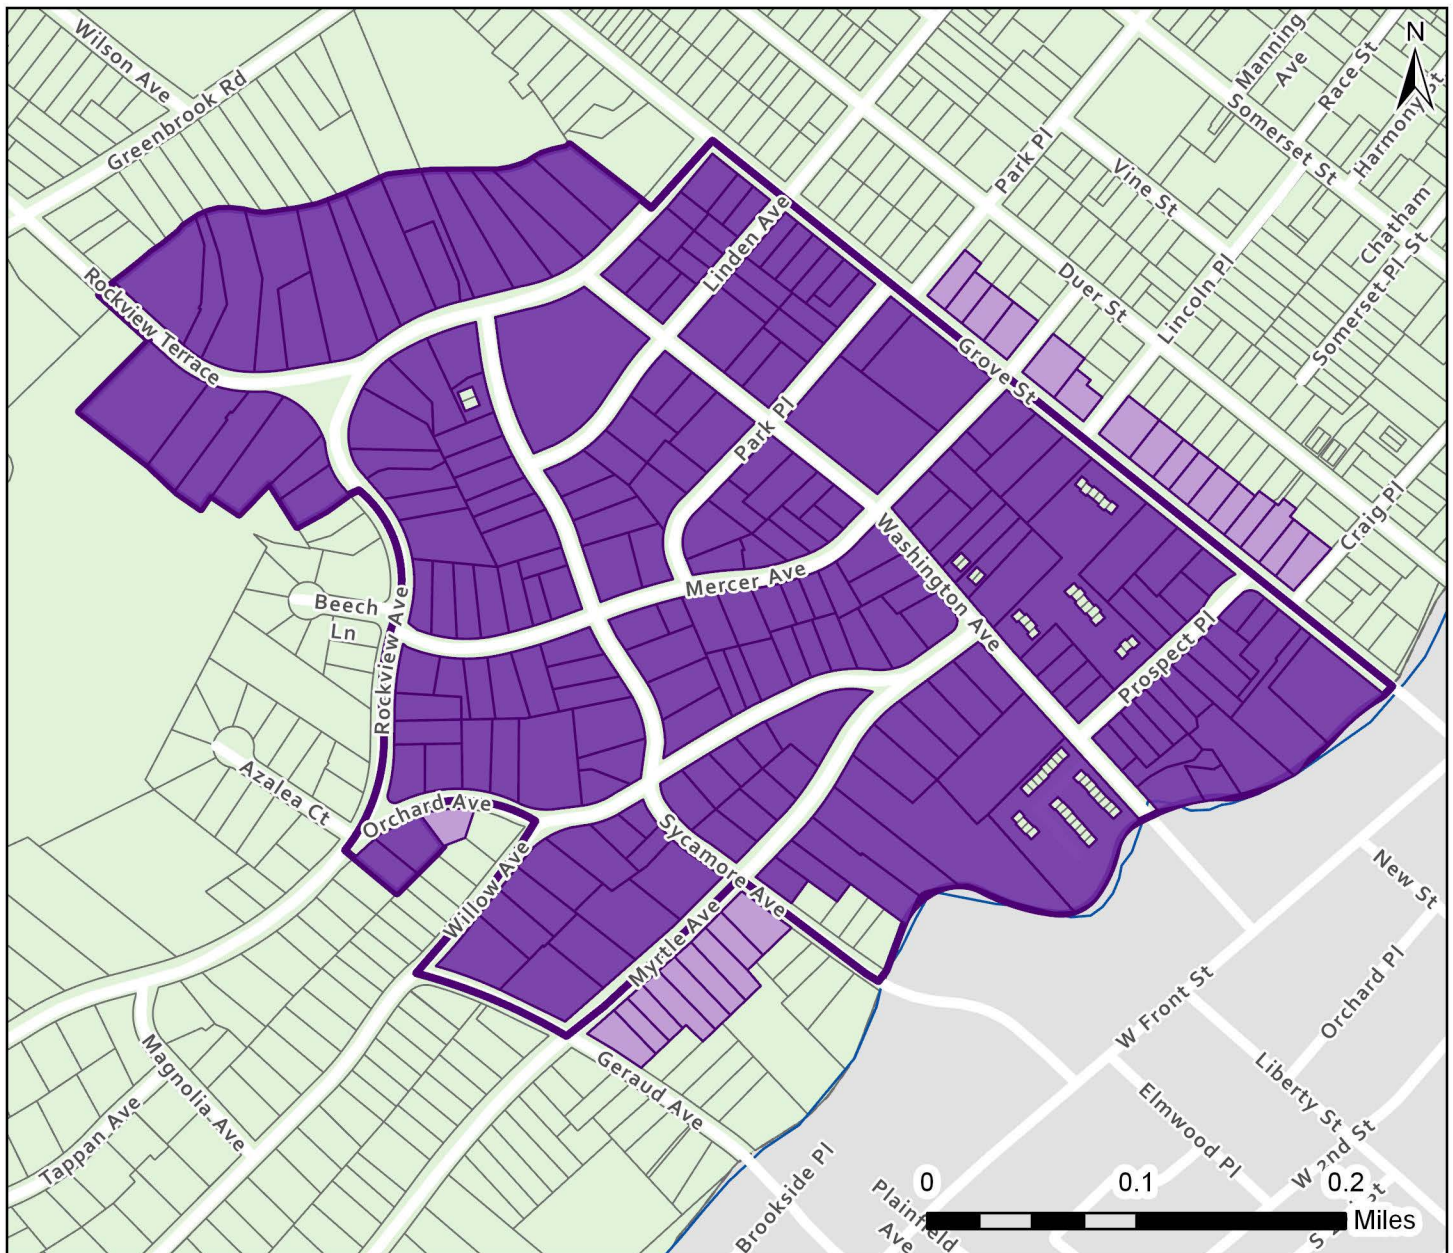 Wilson Ave
Greenbrook Rd
Manning
Ave
Race St
N
Harmony St
Somerset St
Park Pl
Vine St
Chatham
Somerset Pl St
Linden Ave
Duer St
Lincoln Pl
Rockview Terrace
Grove St
Park Pl
Craig Pl
Washington Ave
Mercer Ave
Beech
Ln
Rockview Ave
Prospect Pl
Azalea Ct
Orchard Ave
Sycamore Ave
Willow Ave
Myrtle Ave
New St
Orchard Pl
W Front St
Magnolia Ave
Geraud Ave
Tappan Ave
Liberty St
Elmwood Pl
W 2nd St
Brookside Pl
Plainfield
Ave
0 0.1 0.2
Miles